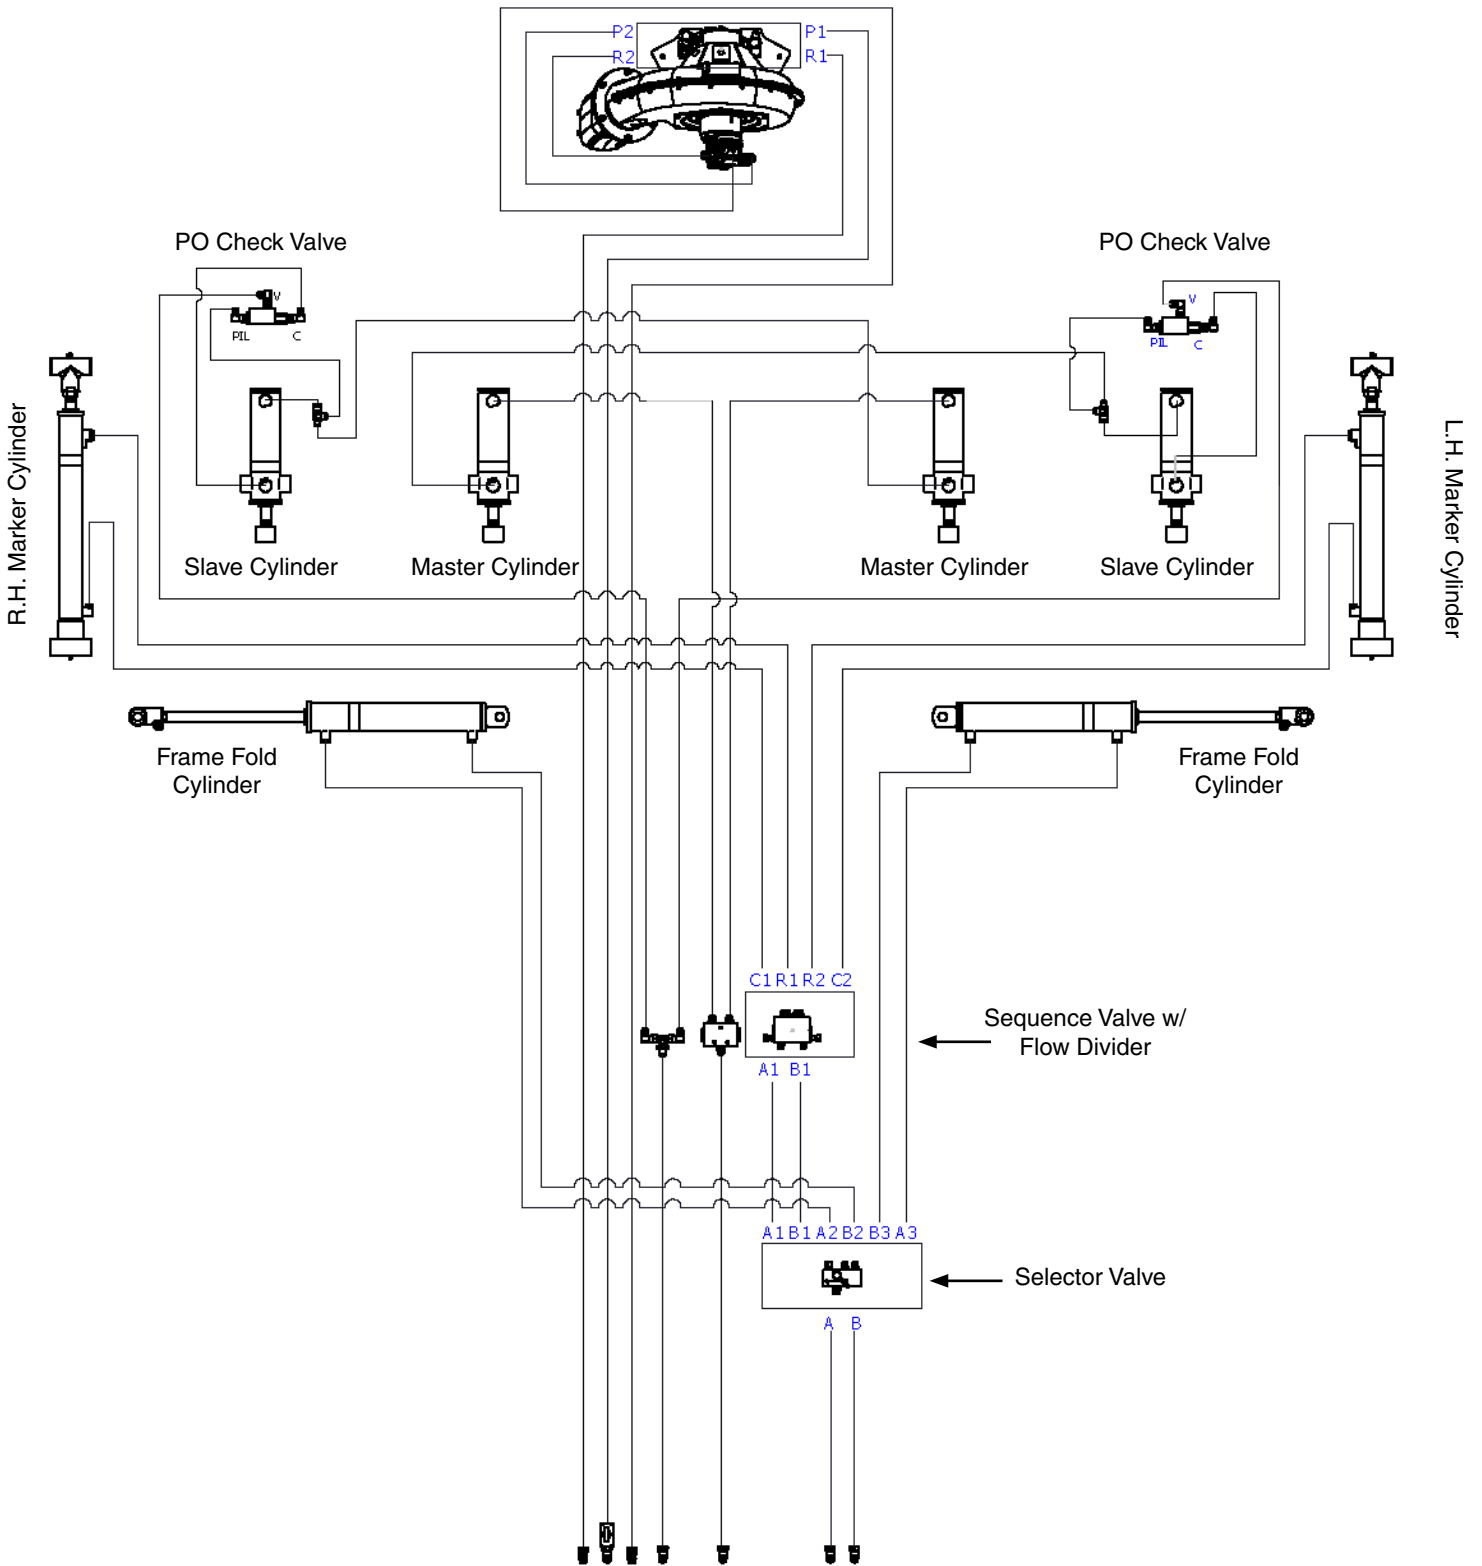 P2 P1
R2 R1
PO Check Valve
PO Check Valve
V
PIL C
V
PIL C
R.H. Marker Cylinder
L.H. Marker Cylinder
Slave Cylinder
Master Cylinder
Master Cylinder
Slave Cylinder
Frame Fold
Cylinder
Frame Fold
Cylinder
C1 R1 R2 C2
Sequence Valve w/
Flow Divider
A1 B1
A1 B1 A2 B2 B3 A3
Selector Valve
A B